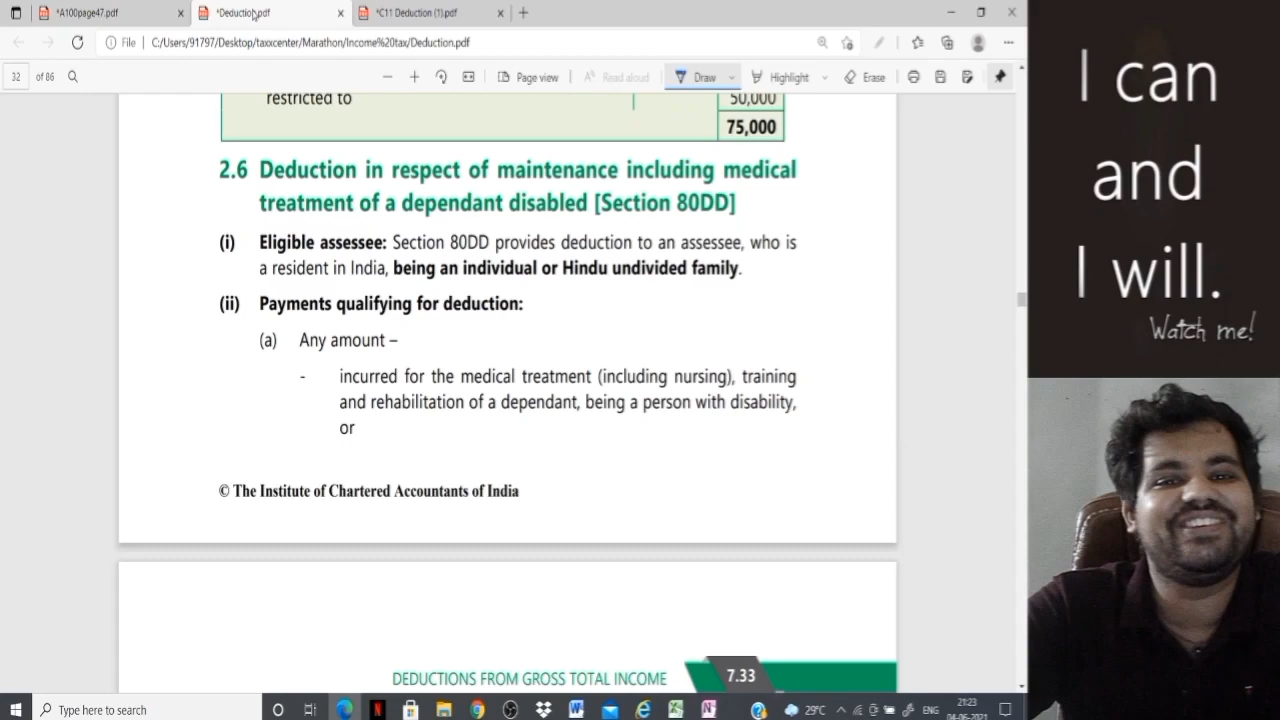 *A100page47.pdf
*Deduction.pdf
*C11 Deduction (1).pdf
File
C:/Users/91797/Desktop/taxxcenter/Marathon/Income%20tax/Deduction.pdf
32 of 86
Page view
Read aloud
Draw
Highlight
Erase
restricted to 50,000
75,000
2.6 Deduction in respect of maintenance including medical
treatment of a dependant disabled [Section 80DD]
(i) Eligible assessee: Section 80DD provides deduction to an assessee, who is
a resident in India, being an individual or Hindu undivided family.
(ii) Payments qualifying for deduction:
(a) Any amount –
- incurred for the medical treatment (including nursing), training
and rehabilitation of a dependant, being a person with disability,
or
© The Institute of Chartered Accountants of India
DEDUCTIONS FROM GROSS TOTAL INCOME 7.33
I can
and
I will.
Watch me!
Type here to search
29°C
ENG
21:23
04-06-2021